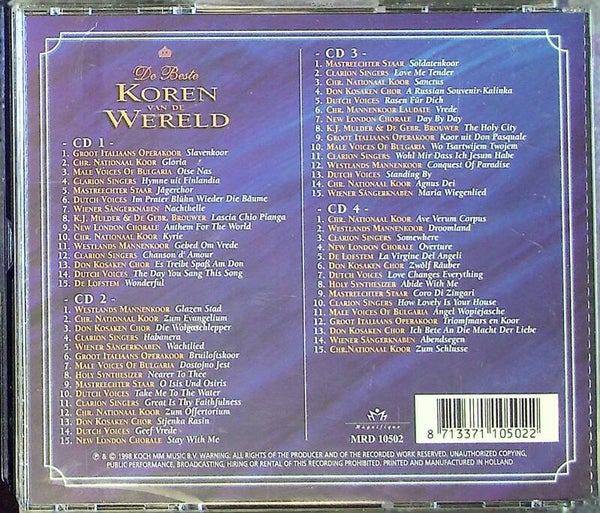 De Beste
KOREN
VAN DE
WERELD
- CD 1 -
1. GROOT ITALIAANS OPERAKOOR Slavenkoor
2. CHR. NATIONAAL KOOR Gloria
3. MALE VOICES OF BULGARIA Otse Nas
4. CLARION SINGERS Hymne uit Finlandia
5. MASTREECHTER STAAR Jägerchor
6. DUTCH VOICES Im Prater Blühn Wieder Die Bäume
7. WIENER SÄNGERKNABEN Nachthelle
8. K.J. MULDER & DE GEBR. BROUWER Lascia Chio Pianga
9. NEW LONDON CHORALE Anthem For The World
10. CHR. NATIONAAL KOOR Kyrie
11. WESTLANDS MANNENKOOR Gebed Om Vrede
12. CLARION SINGERS Chanson d' Amour
13. DON KOSAKEN CHOR Es Treibt Spaß Am Don
14. DUTCH VOICES The Day You Sang This Song
15. DE LOFSTEM Wonderful
- CD 2 -
1. WESTLANDS MANNENKOOR Glazen Stad
2. CHR. NATIONAAL KOOR Zum Evangelium
3. DON KOSAKEN CHOR Die Wolgaschlepper
4. CLARION SINGERS Habanera
5. WIENER SÄNGERKNABEN Wachtlied
6. GROOT ITALIAANS OPERAKOOR Bruiloftskoor
7. MALE VOICES OF BULGARIA Dostojno Jest
8. HOLY SYNTHESIZER Nearer To Thee
9. MASTREECHTER STAAR O Isis Und Osiris
10. DUTCH VOICES Take Me To The Water
11. CLARION SINGERS Great Is Thy Faithfulness
12. CHR. NATIONAAL KOOR Zum Offertorium
13. DON KOSAKEN CHOR Stjenka Rasin
14. DUTCH VOICES Geef Vrede
15. NEW LONDON CHORALE Stay With Me
- CD 3 -
1. MASTREECHTER STAAR Soldatenkoor
2. CLARION SINGERS Love Me Tender
3. CHR. NATIONAAL KOOR Sanctus
4. DON KOSAKEN CHOR A Russian Souvenir-Kalinka
5. DUTCH VOICES Rasen Für Dich
6. CHR. MANNENKOOR LAUDATE Vrede
7. NEW LONDON CHORALE Day By Day
8. K.J. MULDER & DE GEBR. BROUWER The Holy City
9. GROOT ITALIAANS OPERAKOOR Koor uit Don Pasquale
10. MALE VOICES OF BULGARIA Wo Tsartwijem Twojem
11. CLARION SINGERS Wohl Mir Dass Ich Jesum Habe
12. WESTLANDS MANNENKOOR Conquest Of Paradise
13. DUTCH VOICES Standing By
14. CHR. NATIONAAL KOOR Agnus Dei
15. WIENER SÄNGERKNABEN Maria Wiegenlied
- CD 4 -
1. CHR. NATIONAAL KOOR Ave Verum Corpus
2. WESTLANDS MANNENKOOR Droomland
3. CLARION SINGERS Somewhere
4. NEW LONDON CHORALE Overture
5. DE LOFSTEM La Virgine Del Angeli
6. DON KOSAKEN CHOR Zwölf Räuber
7. DUTCH VOICES Love Changes Everything
8. HOLY SYNTHESIZER Abide With Me
9. MASTREECHTER STAAR Coro Di Zingari
10. CLARION SINGERS How Lovely Is Your House
11. MALE VOICES OF BULGARIA Angel Wopiejasche
12. GROOT ITALIAANS OPERAKOOR Triomfmars en Koor
13. DON KOSAKEN CHOR Ich Bete An Die Macht Der Liebe
14. WIENER SÄNGERKNABEN Abendsegen
15. CHR.NATIONAAL KOOR Zum Schlusse
Magnifique
MRD 10502
8 713371 105022
℗ & © 1998 KOCH MM MUSIC B.V. WARNING: ALL RIGHTS OF THE PRODUCER AND OF THE RECORDED WORK RESERVED. UNAUTHORIZED COPYING,
PUBLIC PERFORMANCE, BROADCASTING, HIRING OR RENTAL OF THIS RECORDING PROHIBITED. PRINTED AND MANUFACTURED IN HOLLAND